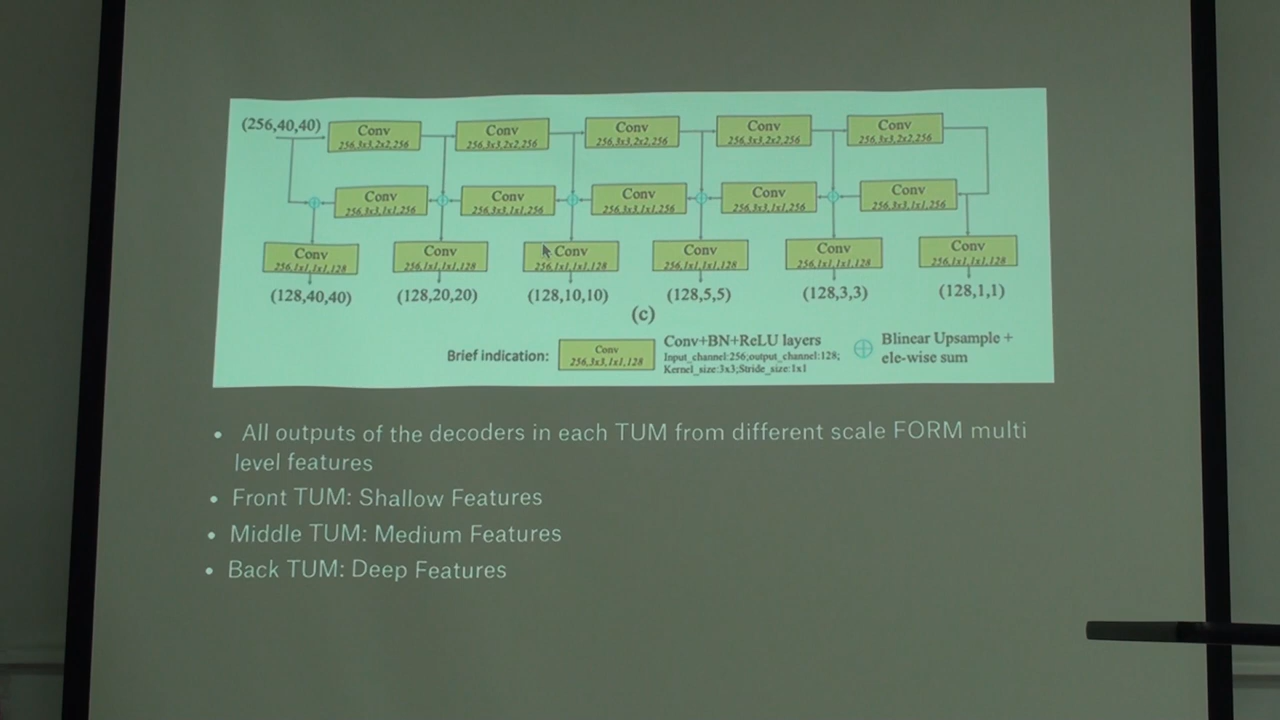 (256,40,40)
Conv
256,3x3,2x2,256
Conv
256,3x3,2x2,256
Conv
256,3x3,2x2,256
Conv
256,3x3,2x2,256
Conv
256,3x3,2x2,256
Conv
256,3x3,1x1,256
Conv
256,3x3,1x1,256
Conv
256,3x3,1x1,256
Conv
256,3x3,1x1,256
Conv
256,3x3,1x1,256
Conv
256,1x1,1x1,128
Conv
256,1x1,1x1,128
Conv
256,1x1,1x1,128
Conv
256,1x1,1x1,128
Conv
256,1x1,1x1,128
Conv
256,1x1,1x1,128
(128,40,40)
(128,20,20)
(128,10,10)
(128,5,5)
(128,3,3)
(128,1,1)
(c)
Brief indication:
Conv
256,3x3,1x1,128
Conv+BN+ReLU layers
Input_channel:256;output_channel:128;
Kernel_size:3x3;Stride_size:1x1
Blinear Upsample +
ele-wise sum
• All outputs of the decoders in each TUM from different scale FORM multi
level features
• Front TUM: Shallow Features
• Middle TUM: Medium Features
• Back TUM: Deep Features